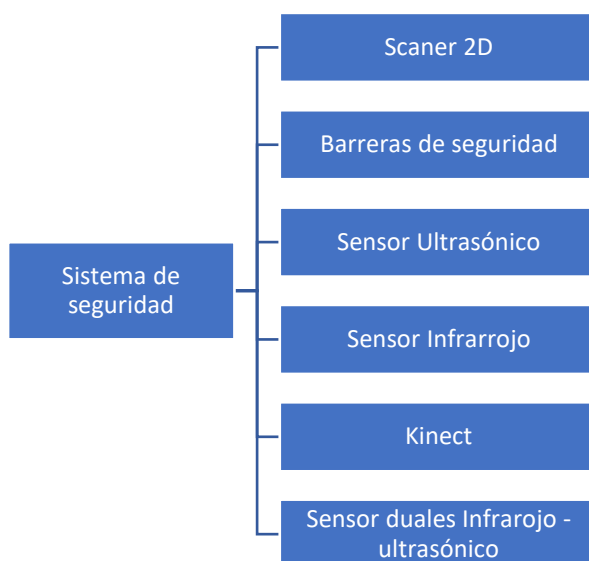 Scaner 2D
Barreras de seguridad
Sensor Ultrasónico
Sistema de
seguridad
Sensor Infrarrojo
Kinect
Sensor duales Infrarojo -
ultrasónico